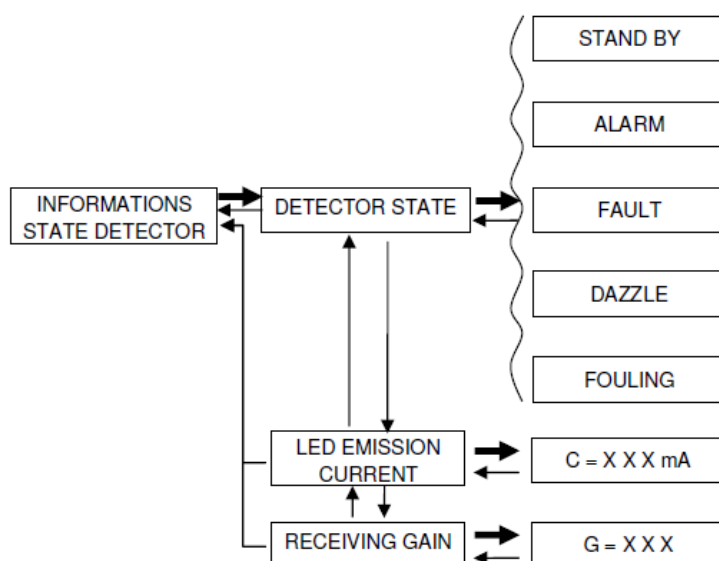 STAND BY
ALARM
INFORMATIONS
STATE DETECTOR
DETECTOR STATE
FAULT
DAZZLE
FOULING
LED EMISSION
CURRENT
C = X X X mA
RECEIVING GAIN
G = X X X